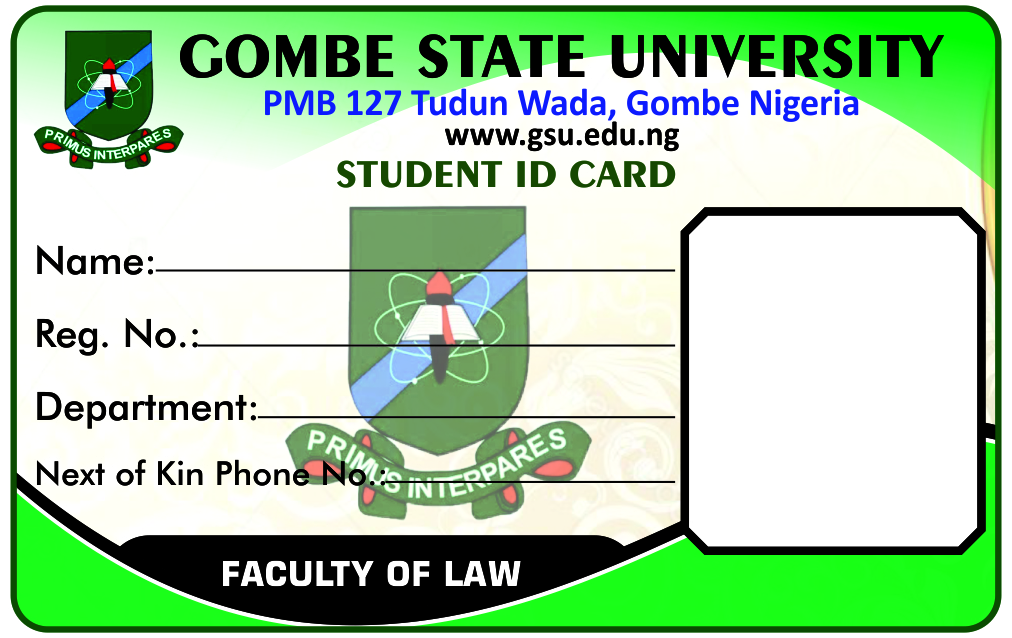 GOMBE STATE UNIVERSITY
PMB 127 Tudun Wada, Gombe Nigeria
www.gsu.edu.ng
PRIMUS INTERPARES
STUDENT ID CARD
Name:
Reg. No.:
Department:
PRIMUS INTERPARES
Next of Kin Phone No.:
FACULTY OF LAW